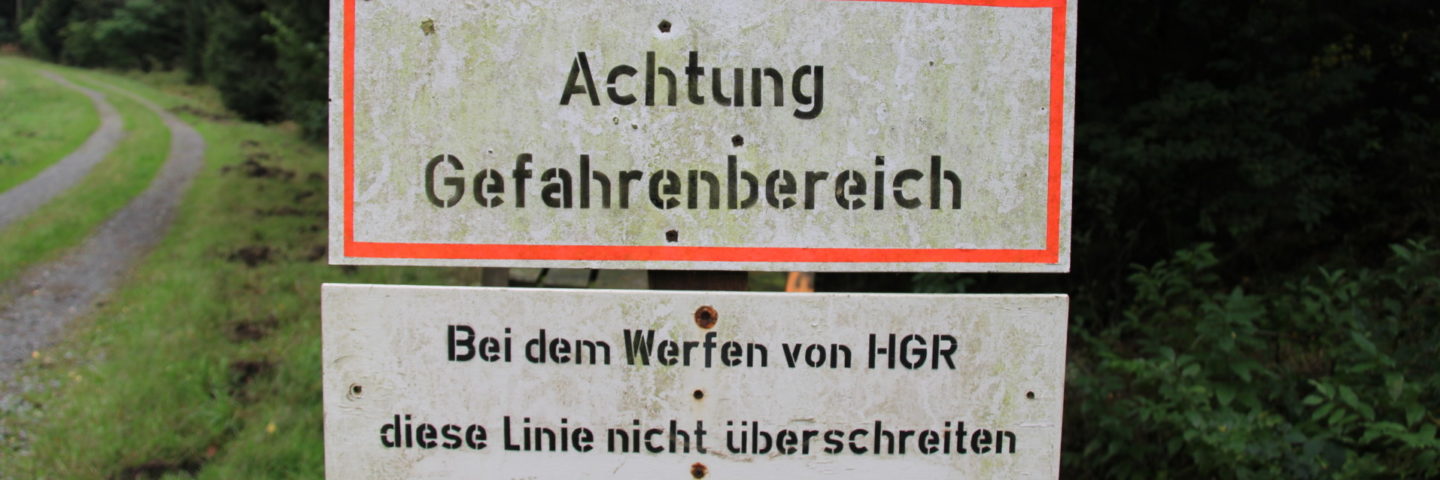 Achtung
Gefahrenbereich
Bei dem Werfen von HGR
diese Linie nicht überschreiten